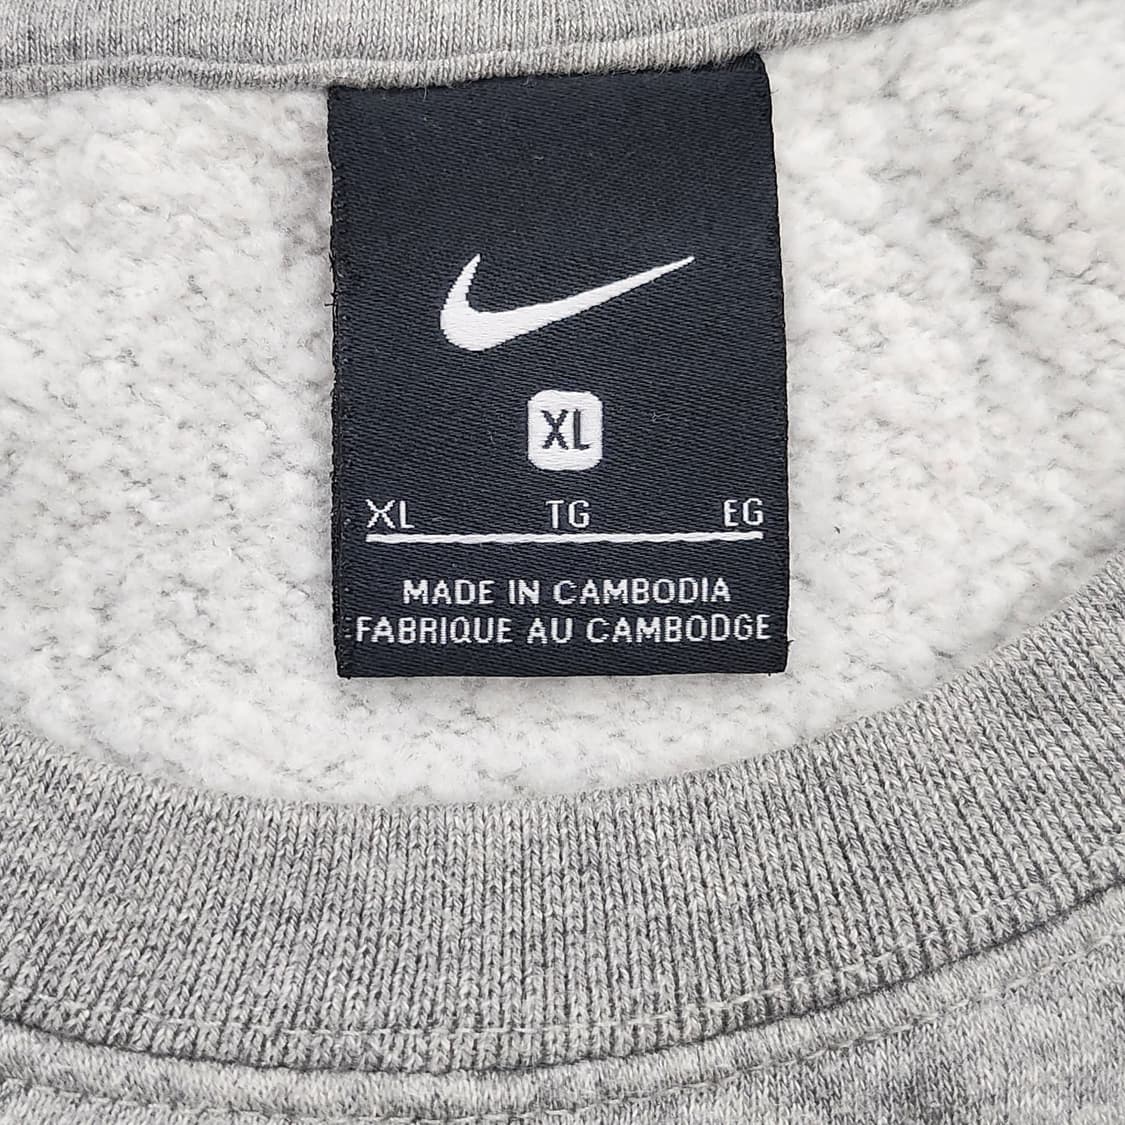 XL
XL TG EG
MADE IN CAMBODIA
FABRIQUE AU CAMBODGE